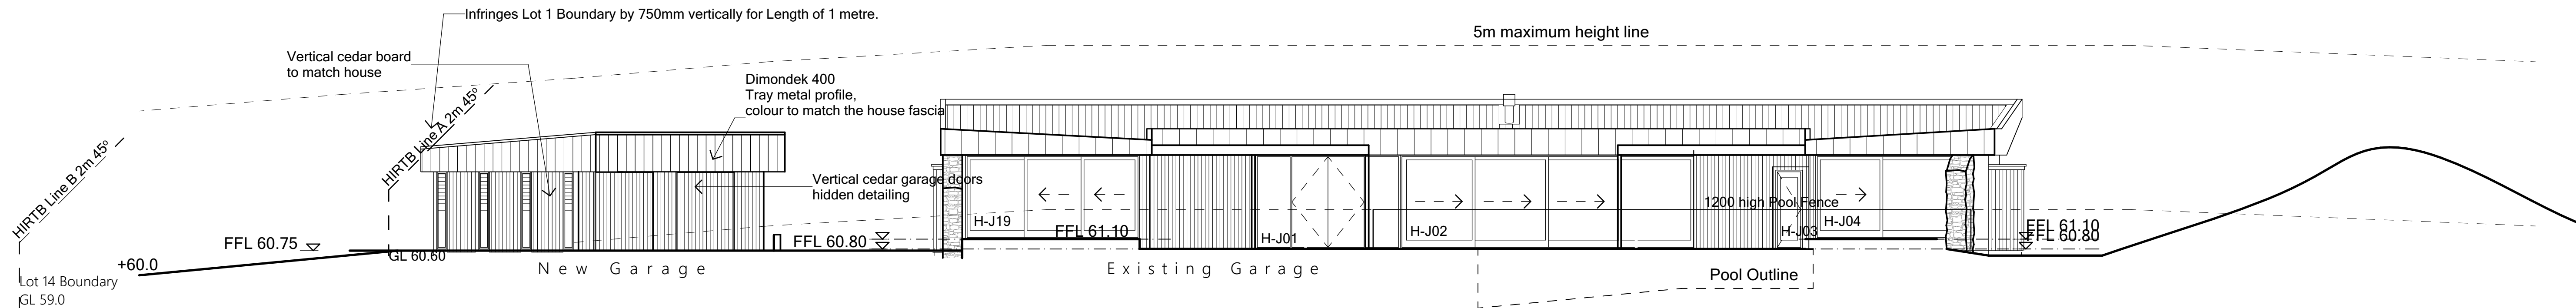 Infringes Lot 1 Boundary by 750mm vertically for Length of 1 metre.
5m maximum height line
Vertical cedar board
to match house
Dimondek 400
Tray metal profile,
colour to match the house fascia
HIRTB Line A 2m 45º
HIRTB Line B 2m 45º
Vertical cedar garage doors
hidden detailing
1200 high Pool Fence
H-J19
H-J01
H-J02
H-J03
H-J04
FFL 60.75
FFL 60.80
FFL 61.10
FFL 61.10
FFL 60.80
GL 60.60
+60.0
New Garage
Existing Garage
Pool Outline
Lot 14 Boundary
GL 59.0